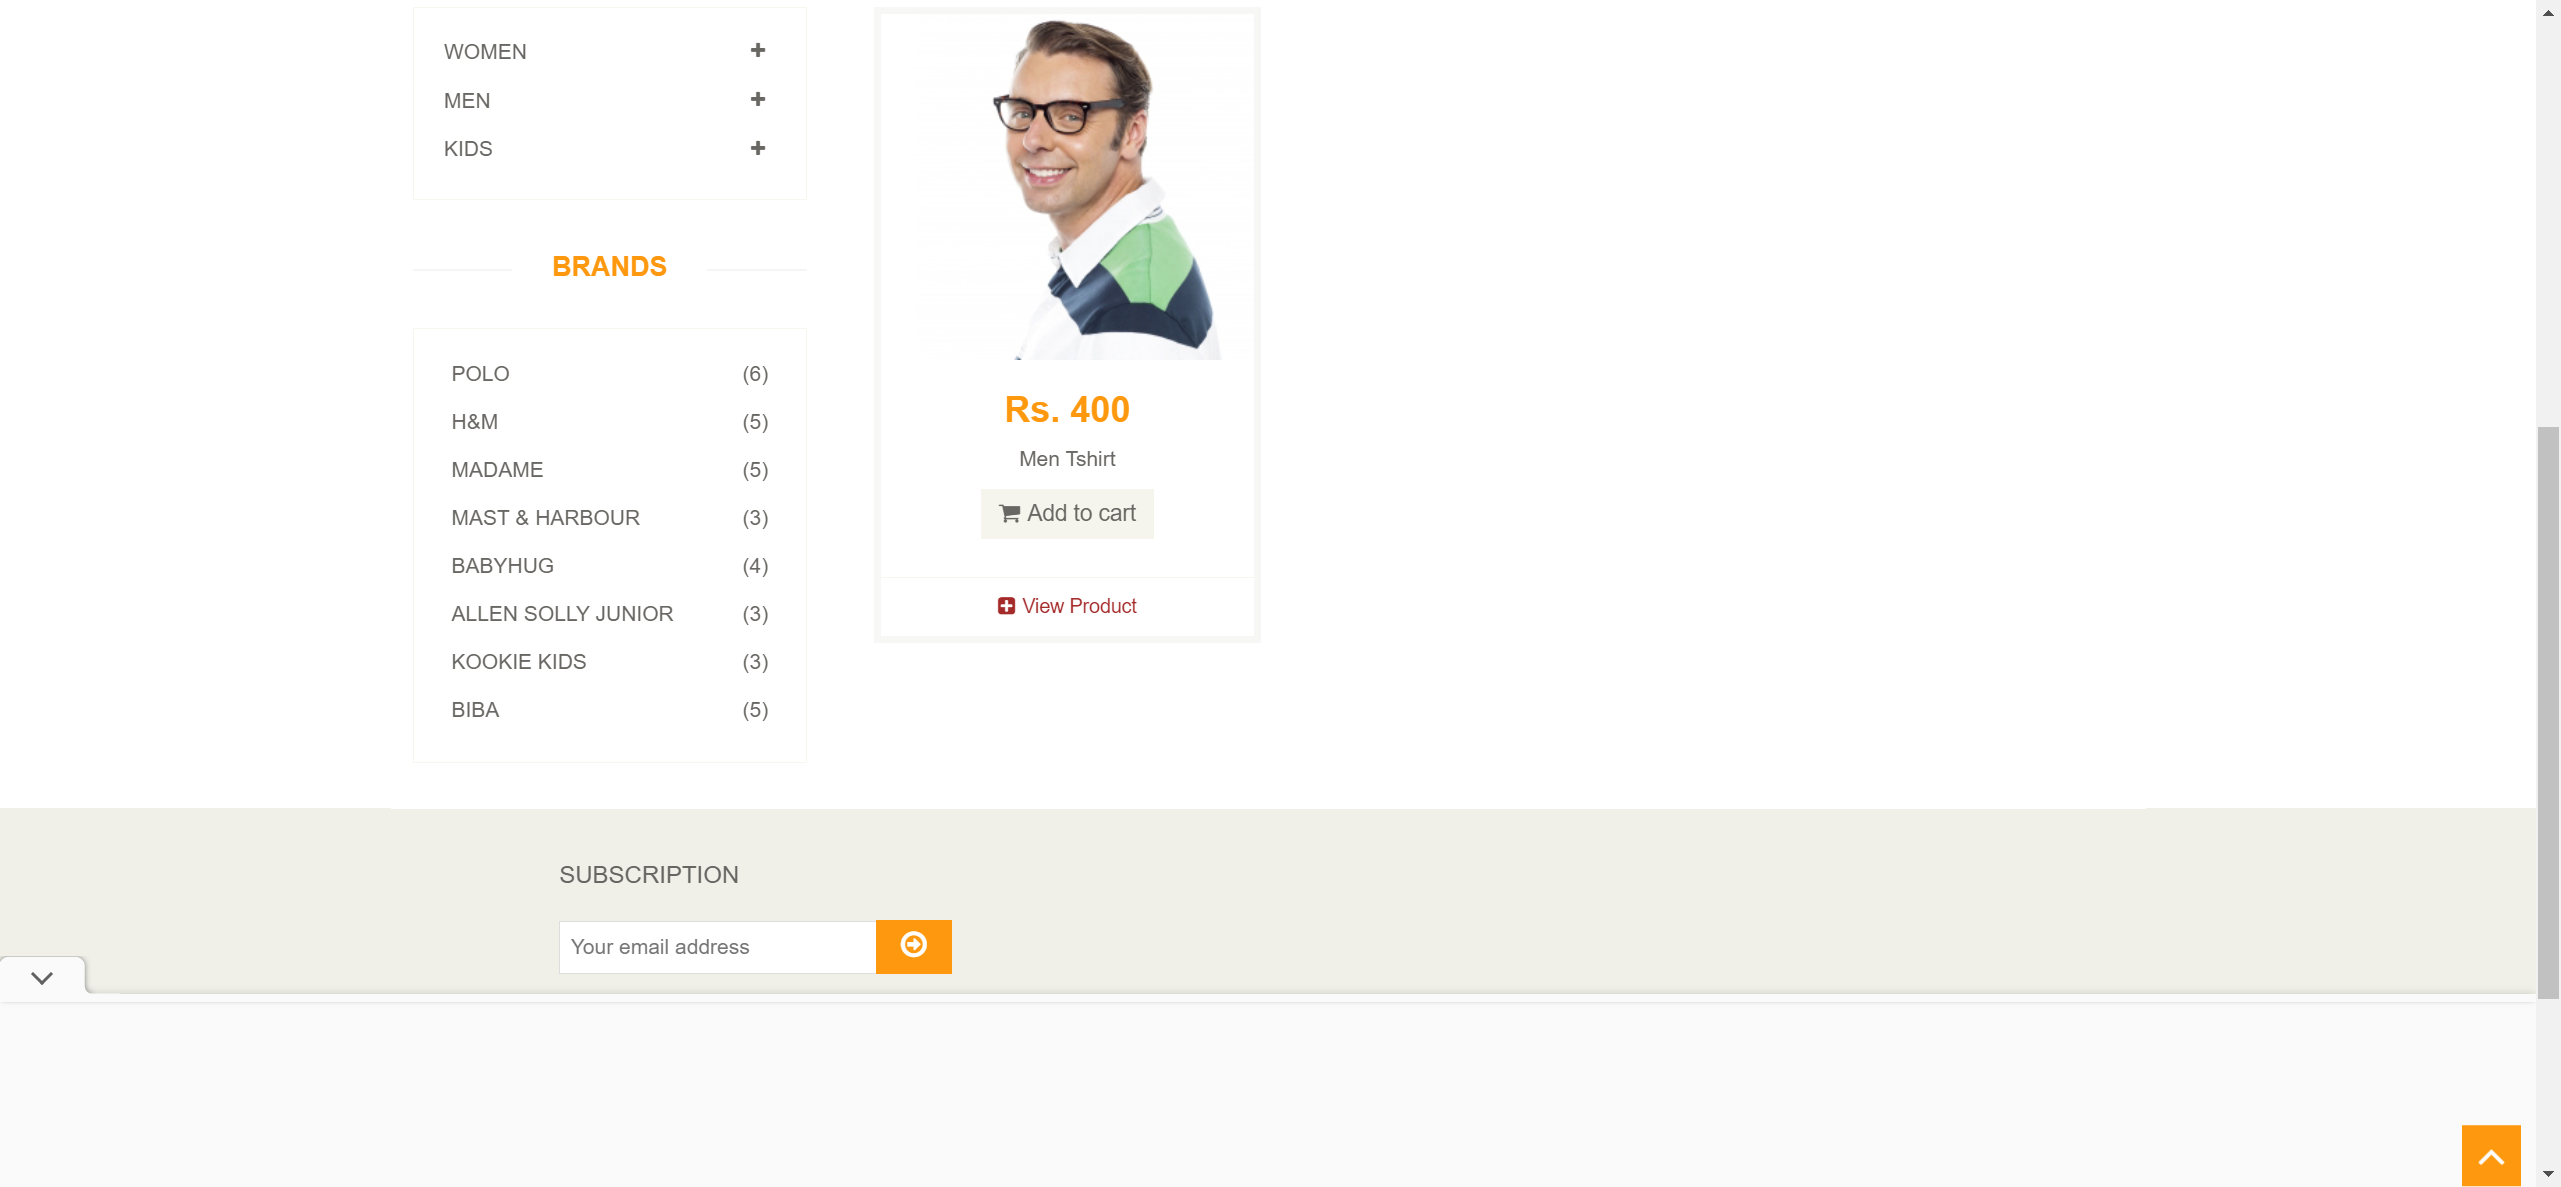 WOMEN
MEN
KIDS
BRANDS
POLO (6)
H&M (5)
MADAME (5)
MAST & HARBOUR (3)
BABYHUG (4)
ALLEN SOLLY JUNIOR (3)
KOOKIE KIDS (3)
BIBA (5)
Rs. 400
Men Tshirt
Add to cart
View Product
SUBSCRIPTION
Your email address